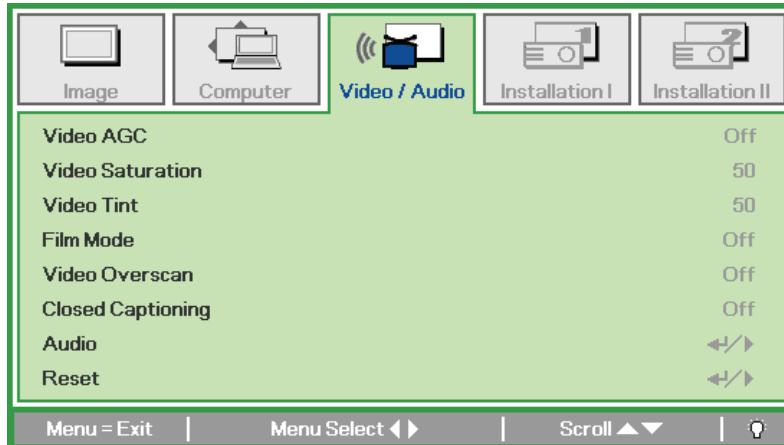 Image Computer Video / Audio Installation I Installation II
Video AGC Off
Video Saturation 50
Video Tint 50
Film Mode Off
Video Overscan Off
Closed Captioning Off
Audio
Reset
Menu = Exit Menu Select Scroll